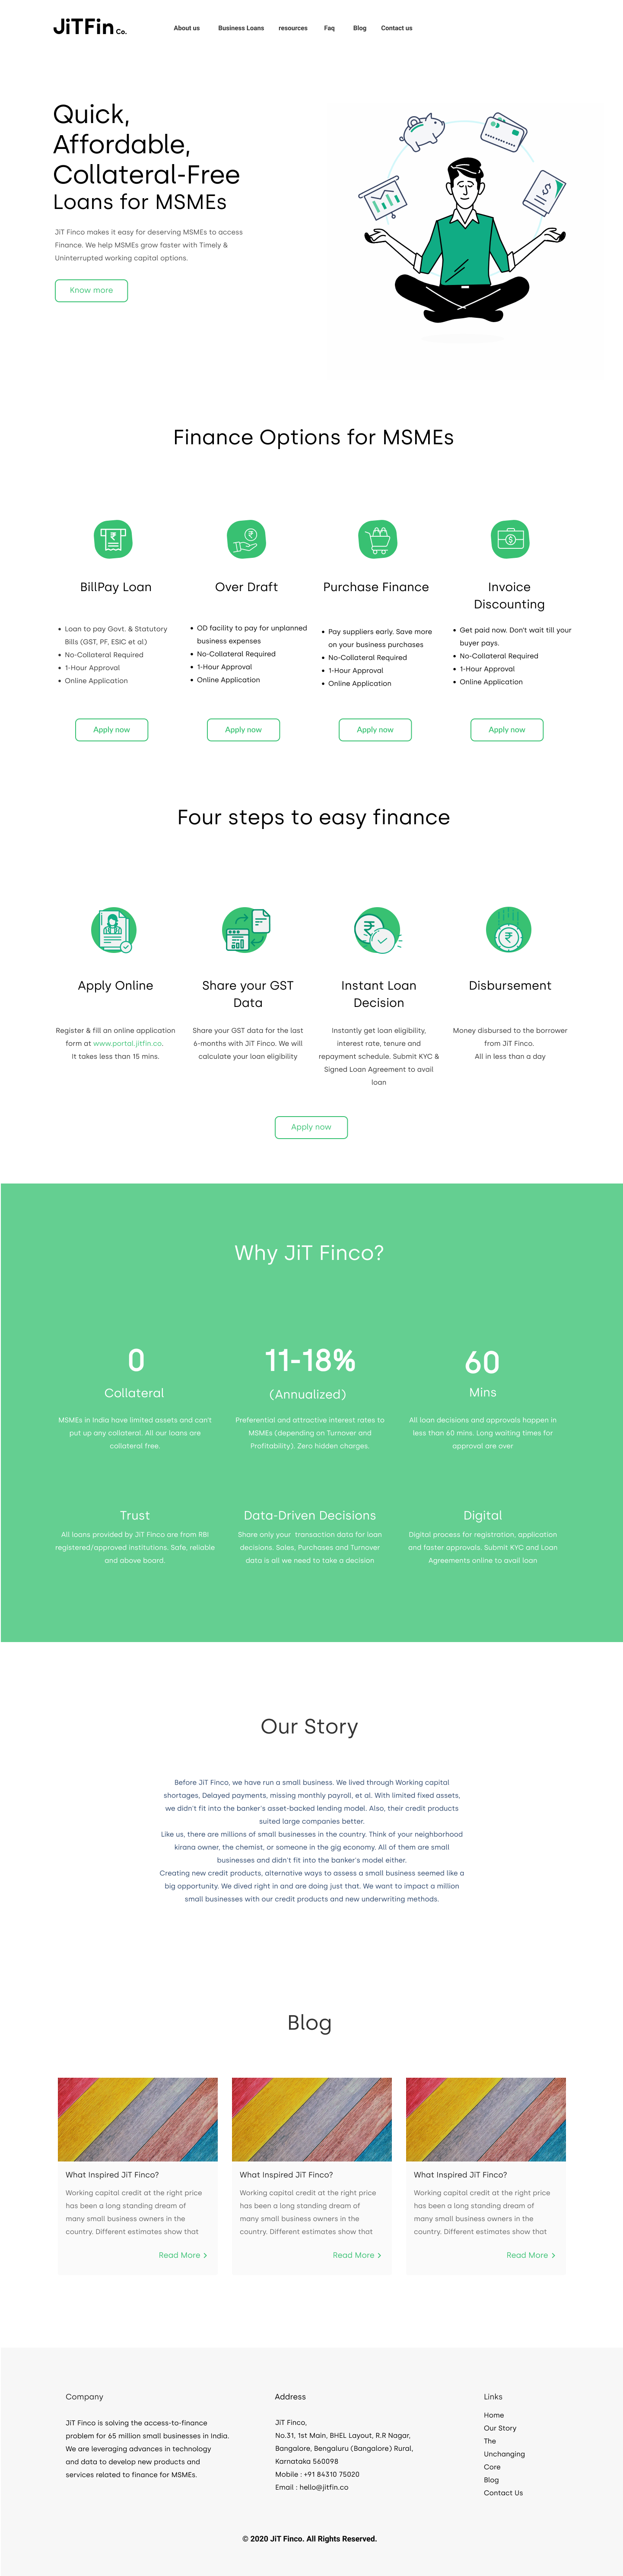 JiTFin Co.
About us
Business Loans
resources
Faq
Blog
Contact us
Quick,
Affordable,
Collateral-Free
Loans for MSMEs
JiT Finco makes it easy for deserving MSMEs to access
Finance. We help MSMEs grow faster with Timely &
Uninterrupted working capital options.
Know more
Finance Options for MSMEs
BillPay Loan
• Loan to pay Govt. & Statutory
Bills (GST, PF, ESIC et al)
• No-Collateral Required
• 1-Hour Approval
• Online Application
Apply now
Over Draft
• OD facility to pay for unplanned
business expenses
• No-Collateral Required
• 1-Hour Approval
• Online Application
Apply now
Purchase Finance
• Pay suppliers early. Save more
on your business purchases
• No-Collateral Required
• 1-Hour Approval
• Online Application
Apply now
Invoice
Discounting
• Get paid now. Don't wait till your
buyer pays.
• No-Collateral Required
• 1-Hour Approval
• Online Application
Apply now
Four steps to easy finance
Apply Online
Register & fill an online application
form at www.portal.jitfin.co.
It takes less than 15 mins.
Share your GST
Data
Share your GST data for the last
6-months with JiT Finco. We will
calculate your loan eligibility
Instant Loan
Decision
Instantly get loan eligibility,
interest rate, tenure and
repayment schedule. Submit KYC &
Signed Loan Agreement to avail
loan
Disbursement
Money disbursed to the borrower
from JiT Finco.
All in less than a day
Apply now
Why JiT Finco?
0
Collateral
MSMEs in India have limited assets and can't
put up any collateral. All our loans are
collateral free.
11-18%
(Annualized)
Preferential and attractive interest rates to
MSMEs (depending on Turnover and
Profitability). Zero hidden charges.
60
Mins
All loan decisions and approvals happen in
less than 60 mins. Long waiting times for
approval are over
Trust
All loans provided by JiT Finco are from RBI
registered/approved institutions. Safe, reliable
and above board.
Data-Driven Decisions
Share only your transaction data for loan
decisions. Sales, Purchases and Turnover
data is all we need to take a decision
Digital
Digital process for registration, application
and faster approvals. Submit KYC and Loan
Agreements online to avail loan
Our Story
Before JiT Finco, we have run a small business. We lived through Working capital
shortages, Delayed payments, missing monthly payroll, et al. With limited fixed assets,
we didn't fit into the banker's asset-backed lending model. Also, their credit products
suited large companies better.
Like us, there are millions of small businesses in the country. Think of your neighborhood
kirana owner, the chemist, or someone in the gig economy. All of them are small
businesses and didn't fit into the banker's model either.
Creating new credit products, alternative ways to assess a small business seemed like a
big opportunity. We dived right in and are doing just that. We want to impact a million
small businesses with our credit products and new underwriting methods.
Blog
What Inspired JiT Finco?
Working capital credit at the right price
has been a long standing dream of
many small business owners in the
country. Different estimates show that
Read More >
What Inspired JiT Finco?
Working capital credit at the right price
has been a long standing dream of
many small business owners in the
country. Different estimates show that
Read More >
What Inspired JiT Finco?
Working capital credit at the right price
has been a long standing dream of
many small business owners in the
country. Different estimates show that
Read More >
Company
JiT Finco is solving the access-to-finance
problem for 65 million small businesses in India.
We are leveraging advances in technology
and data to develop new products and
services related to finance for MSMEs.
Address
JiT Finco,
No.31, 1st Main, BHEL Layout, R.R Nagar,
Bangalore, Bengaluru (Bangalore) Rural,
Karnataka 560098
Mobile : +91 84310 75020
Email : hello@jitfin.co
Links
Home
Our Story
The
Unchanging
Core
Blog
Contact Us
© 2020 JiT Finco. All Rights Reserved.